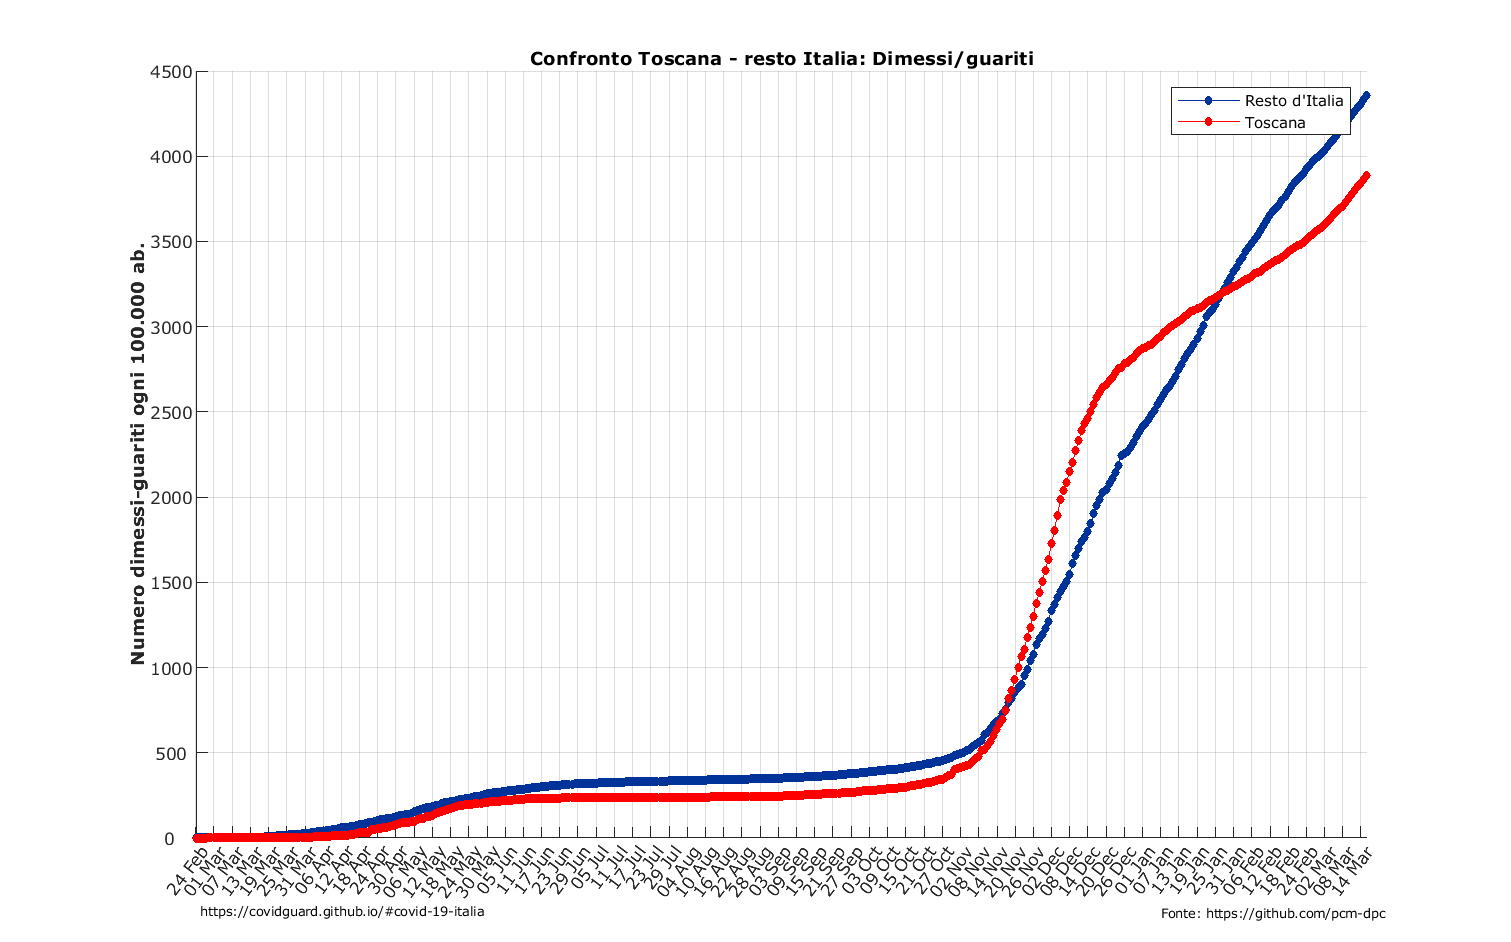 Confronto Toscana - resto Italia: Dimessi/guariti
Numero dimessi-guariti ogni 100.000 ab.
4500
4000
3500
3000
2500
2000
1500
1000
500
0
Resto d'Italia
Toscana
24 Feb
01 Mar
07 Mar
13 Mar
19 Mar
25 Mar
31 Mar
06 Apr
12 Apr
18 Apr
24 Apr
30 Apr
06 May
12 May
18 May
24 May
30 May
05 Jun
11 Jun
17 Jun
23 Jun
29 Jun
05 Jul
11 Jul
17 Jul
23 Jul
29 Jul
04 Aug
10 Aug
16 Aug
22 Aug
28 Aug
03 Sep
09 Sep
15 Sep
21 Sep
27 Sep
03 Oct
09 Oct
15 Oct
21 Oct
27 Oct
02 Nov
08 Nov
14 Nov
20 Nov
26 Nov
02 Dec
08 Dec
14 Dec
20 Dec
26 Dec
01 Jan
07 Jan
13 Jan
19 Jan
25 Jan
31 Jan
06 Feb
12 Feb
18 Feb
24 Feb
02 Mar
08 Mar
14 Mar
https://covidguard.github.io/#covid-19-italia
Fonte: https://github.com/pcm-dpc